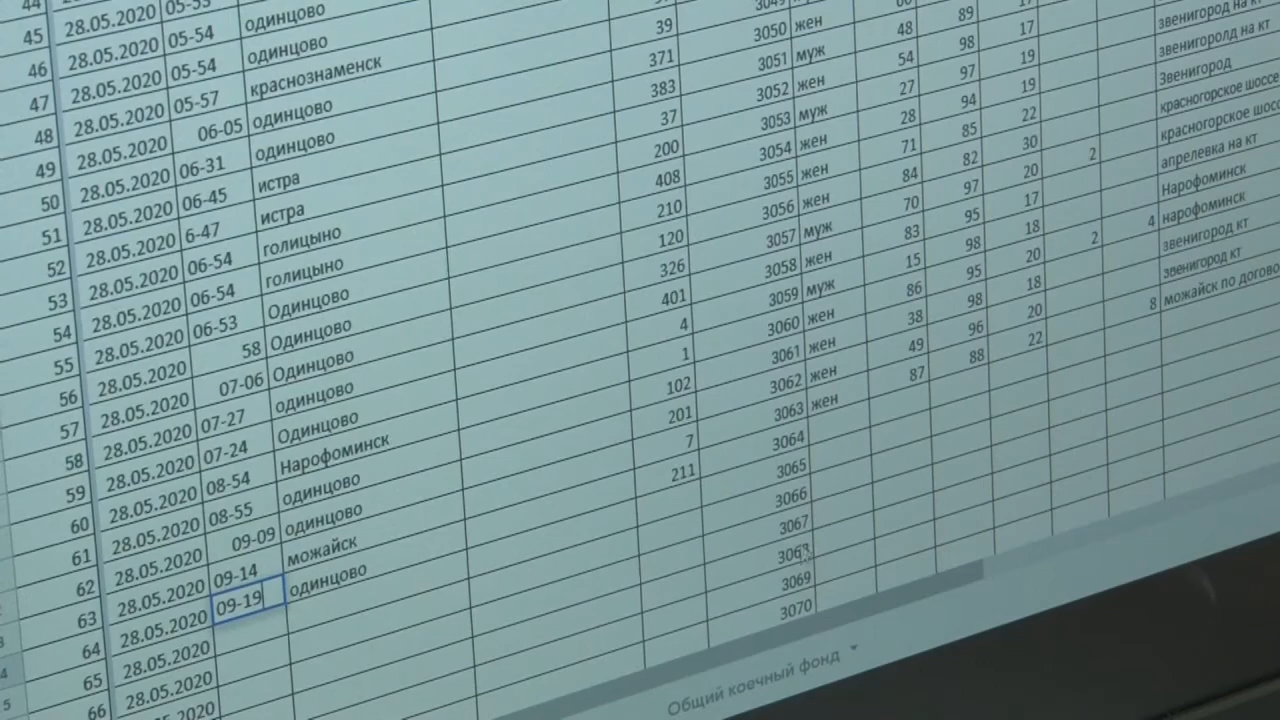 44
45 28.05.2020 05-53 одинцово
46 28.05.2020 05-54 одинцово
47 28.05.2020 05-54 краснознаменск
48 28.05.2020 05-57 одинцово 39 3049
49 28.05.2020 06-05 одинцово 371 3050 жен
50 28.05.2020 06-31 истра 383 3051 муж 48 89 17
51 28.05.2020 06-45 истра 37 3052 жен 54 98 17 звенигород на кт
52 28.05.2020 6-47 голицыно 200 3053 муж 27 97 19 звенигоролд на кт
53 28.05.2020 06-54 голицыно 408 3054 жен 28 94 19 Звенигород
54 28.05.2020 06-54 Одинцово 210 3055 жен 71 85 22 красногорское шоссе
55 28.05.2020 06-53 Одинцово 120 3056 жен 84 82 30 2 красногорское
56 28.05.2020 58 Одинцово 326 3057 муж 70 97 20 апрелевка на кт
57 28.05.2020 07-06 одинцово 401 3058 жен 83 95 17 Нарофоминск
58 28.05.2020 07-27 Одинцово 4 3059 муж 15 98 18 2 4 нарофоминск
59 28.05.2020 07-24 Нарофоминск 1 3060 жен 86 95 20 звенигород кт
60 28.05.2020 08-54 одинцово 102 3061 жен 38 98 18 звенигород кт
61 28.05.2020 08-55 одинцово 201 3062 жен 49 96 20 8 можайск по
62 28.05.2020 09-09 можайск 7 3063 жен 87 88 22
63 28.05.2020 09-14 одинцово 211 3064
64 28.05.2020 09-19 3065
65 28.05.2020 3066
66 28.05.2020 3067
28.05.2020 3068
3069
3070
Общий коечный фонд